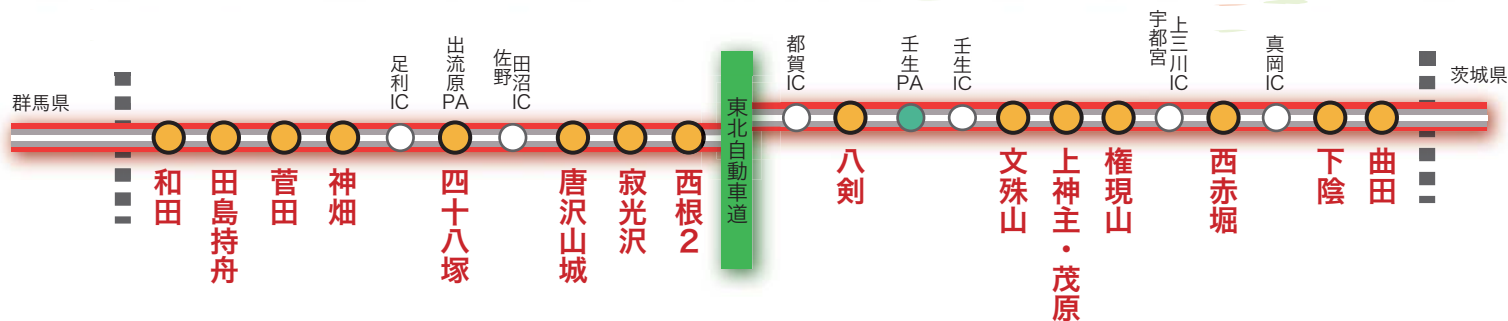 群馬県
足利IC
出流原PA
佐野田沼IC
和田
田島持舟
菅田
神畑
四十八塚
唐沢山城
寂光沢
西根2
東北自動車道
都賀IC
壬生PA
壬生IC
宇都宮上三川IC
真岡IC
茨城県
八剣
文殊山
上神主・茂原
権現山
西赤堀
下陰
曲田